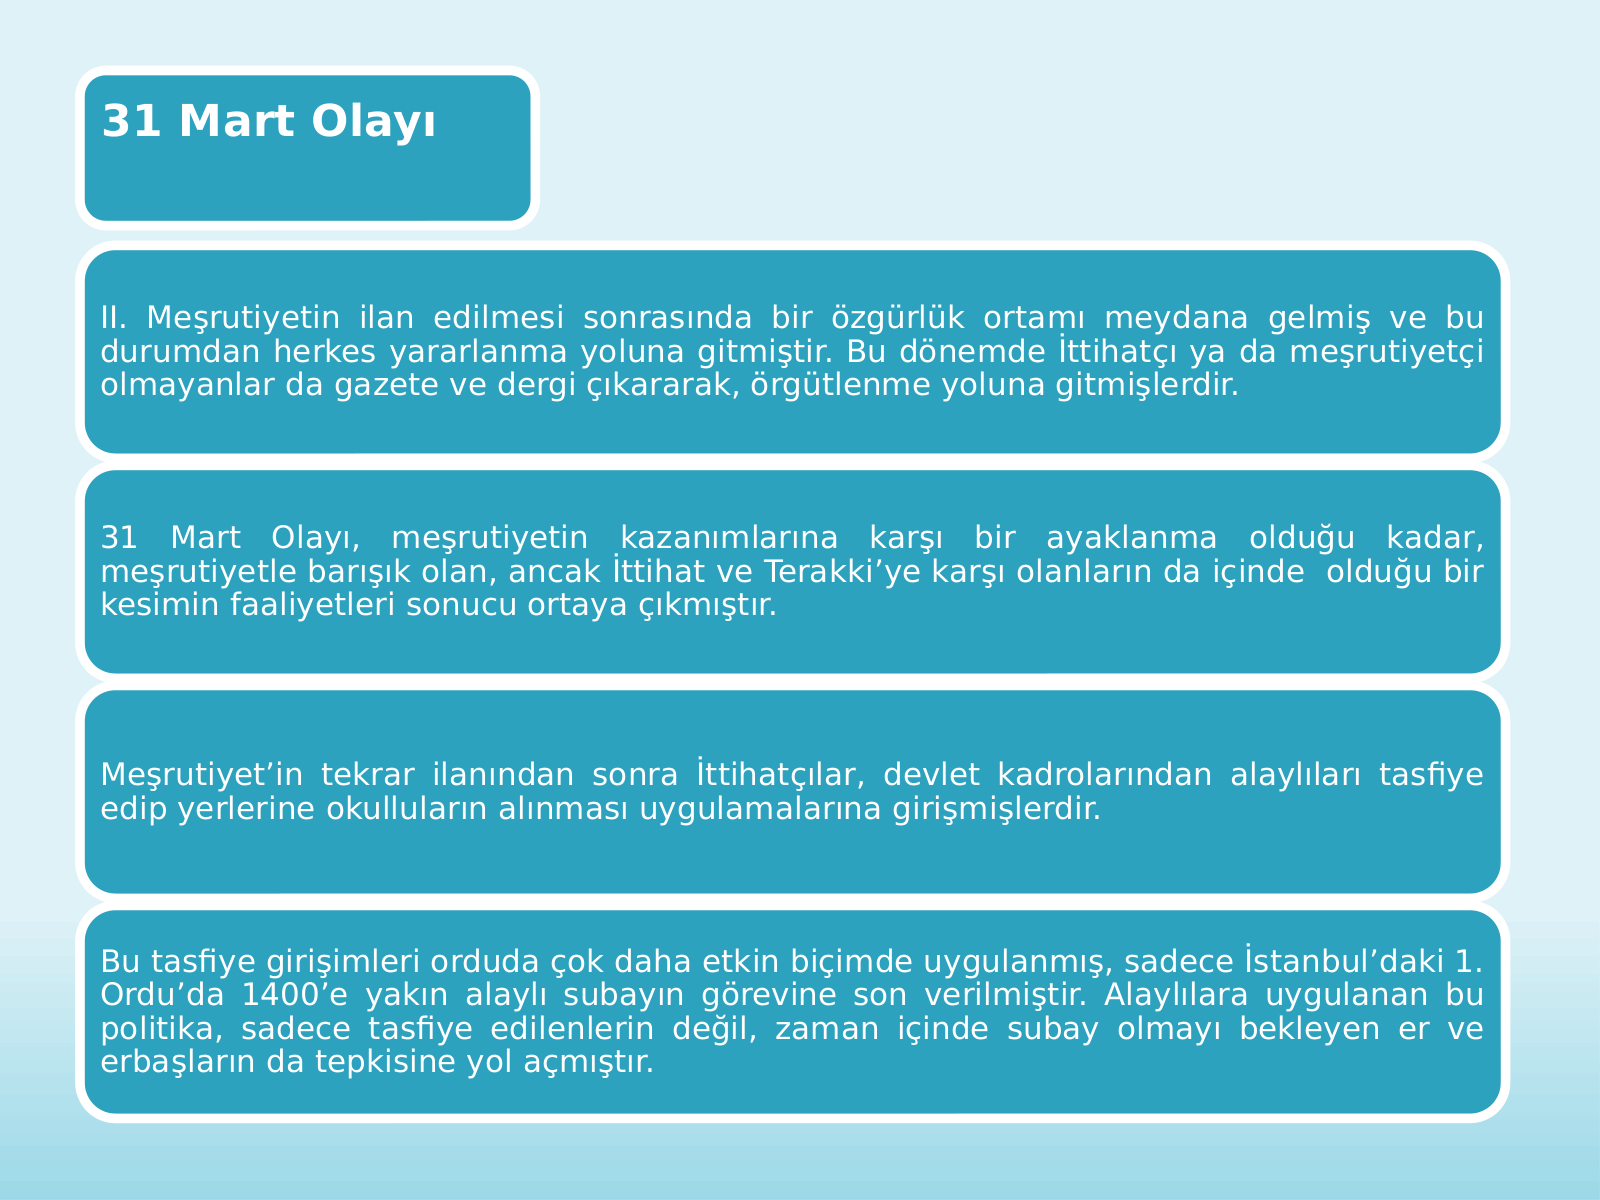 31 Mart Olayı
II. Meşrutiyetin ilan edilmesi sonrasında bir özgürlük ortamı meydana gelmiş ve bu
durumdan herkes yararlanma yoluna gitmiştir. Bu dönemde İttihatçı ya da meşrutiyetçi
olmayanlar da gazete ve dergi çıkararak, örgütlenme yoluna gitmişlerdir.
31 Mart Olayı, meşrutiyetin kazanımlarına karşı bir ayaklanma olduğu kadar,
meşrutiyetle barışık olan, ancak İttihat ve Terakki’ye karşı olanların da içinde  olduğu bir
kesimin faaliyetleri sonucu ortaya çıkmıştır.
Meşrutiyet’in tekrar ilanından sonra İttihatçılar, devlet kadrolarından alaylıları tasfiye
edip yerlerine okulluların alınması uygulamalarına girişmişlerdir.
Bu tasfiye girişimleri orduda çok daha etkin biçimde uygulanmış, sadece İstanbul’daki 1.
Ordu’da 1400’e yakın alaylı subayın görevine son verilmiştir. Alaylılara uygulanan bu
politika, sadece tasfiye edilenlerin değil, zaman içinde subay olmayı bekleyen er ve
erbaşların da tepkisine yol açmıştır.